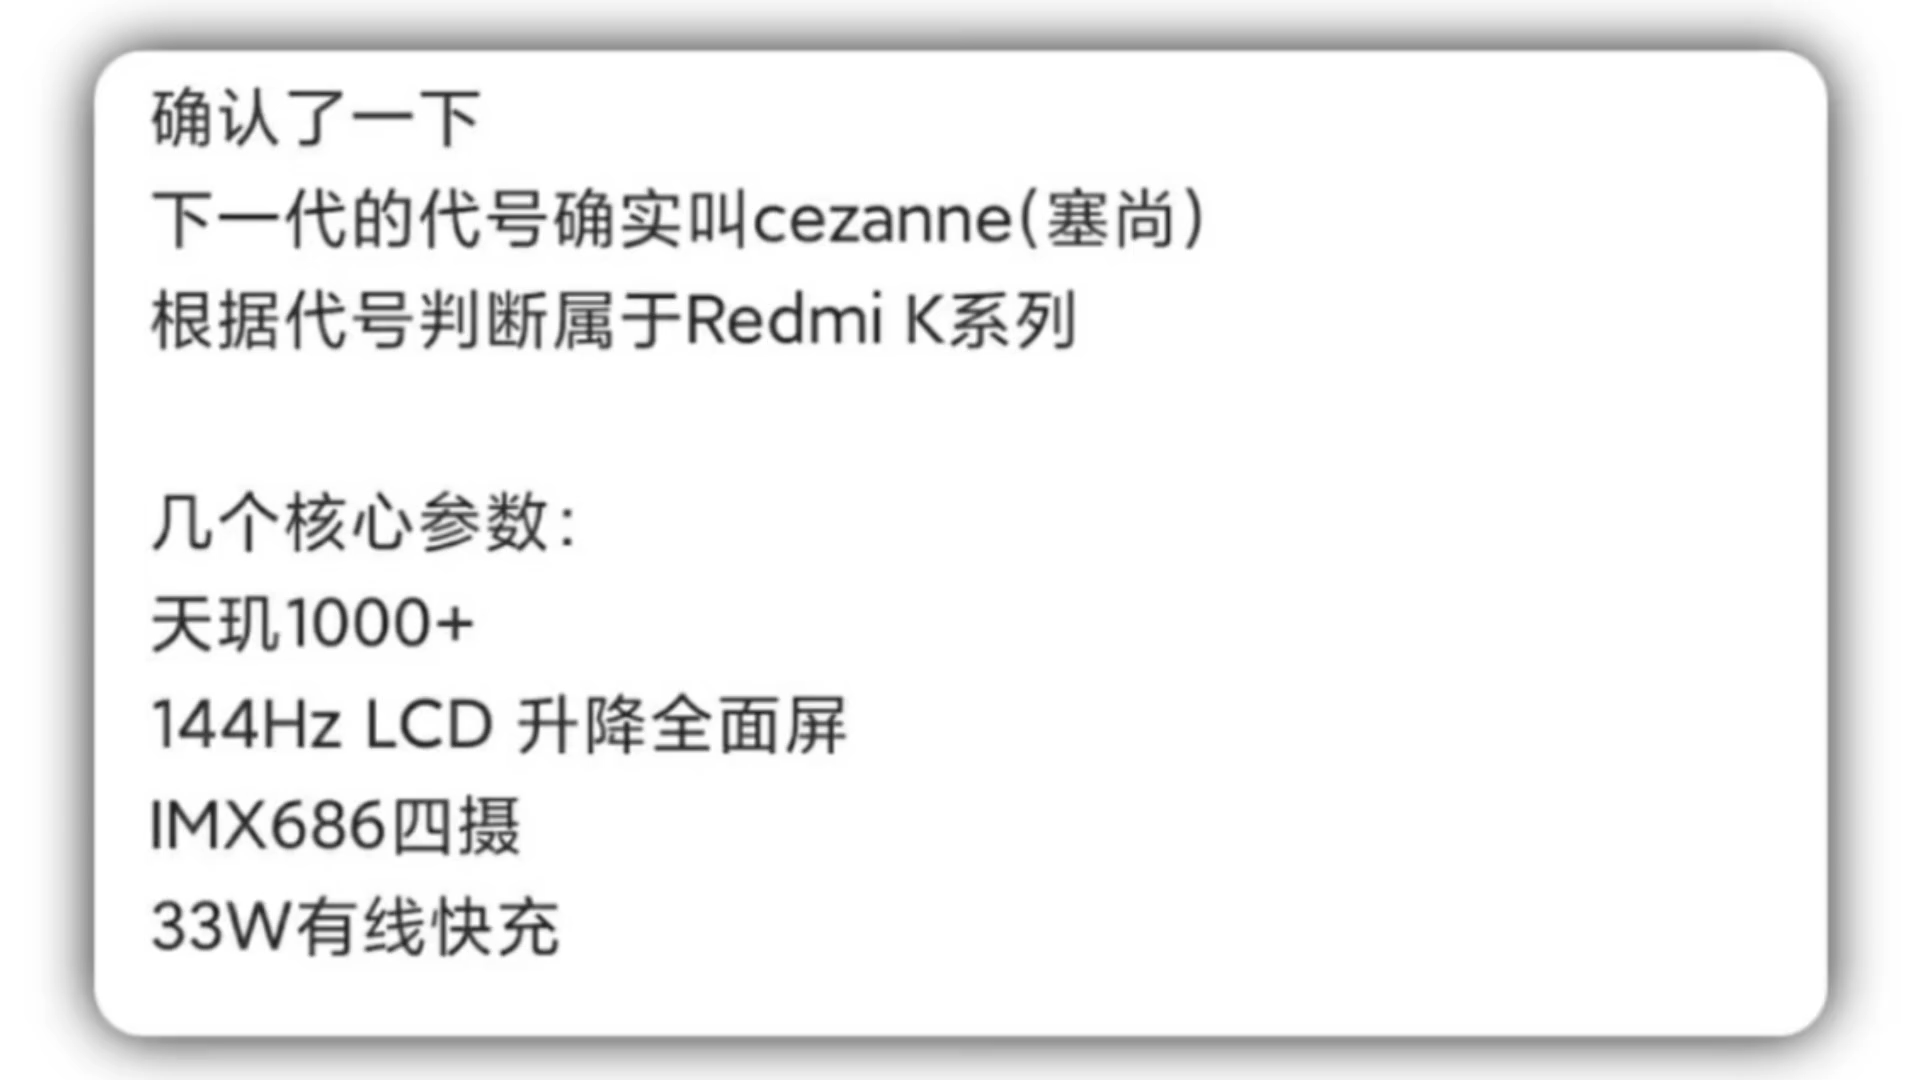 确认了一下
下一代的代号确实叫cezanne(塞尚)
根据代号判断属于Redmi K系列
几个核心参数：
天玑1000+
144Hz LCD 升降全面屏
IMX686四摄
33W有线快充